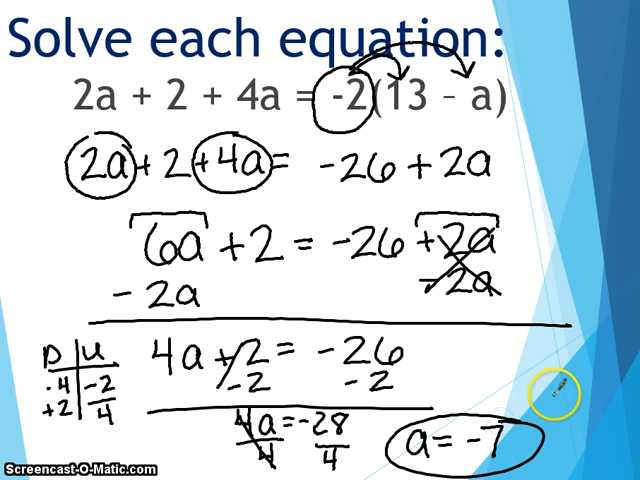 Solve each equation:
2a + 2 + 4a = -2(13 - a)
2a + 2 + 4a = -26 + 2a
6a + 2 = -26 + 2a
- 2a - 2a
4a + 2 = -26
-2 -2
D U
·4 -2
+2 4
4a = -28
4 4
a = -7
Screencast-O-Matic.com